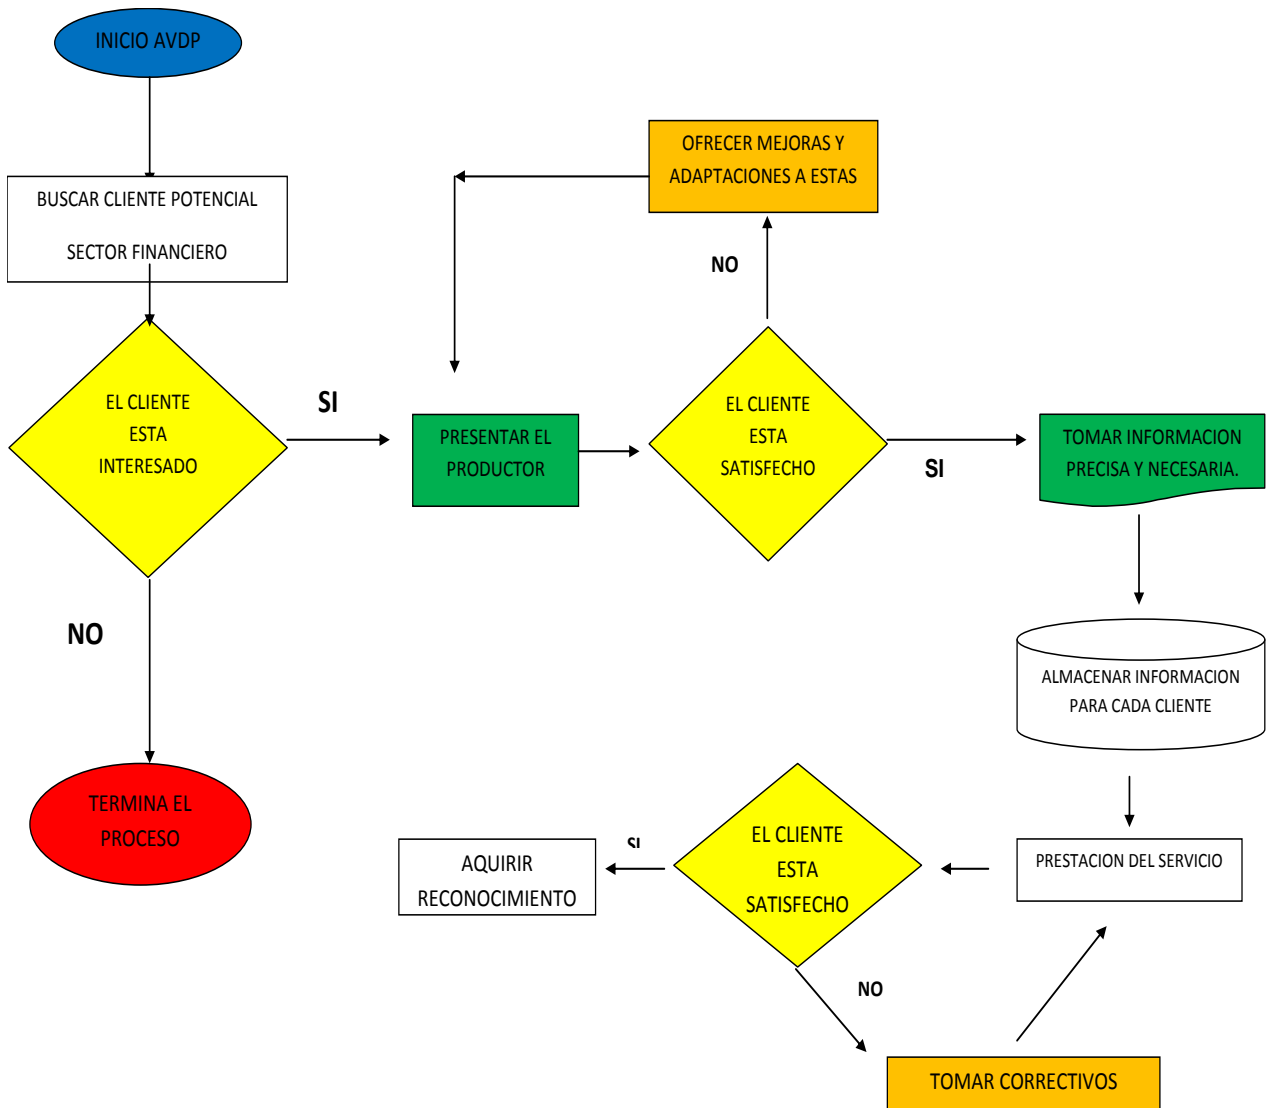 INICIO AVDP
BUSCAR CLIENTE POTENCIAL
SECTOR FINANCIERO
EL CLIENTE
ESTA
INTERESADO
SI
NO
TERMINA EL
PROCESO
PRESENTAR EL
PRODUCTOR
OFRECER MEJORAS Y
ADAPTACIONES A ESTAS
NO
EL CLIENTE
ESTA
SATISFECHO
SI
TOMAR INFORMACION
PRECISA Y NECESARIA.
ALMACENAR INFORMACION
PARA CADA CLIENTE
PRESTACION DEL SERVICIO
EL CLIENTE
ESTA
SATISFECHO
SI
AQUIRIR
RECONOCIMIENTO
NO
TOMAR CORRECTIVOS